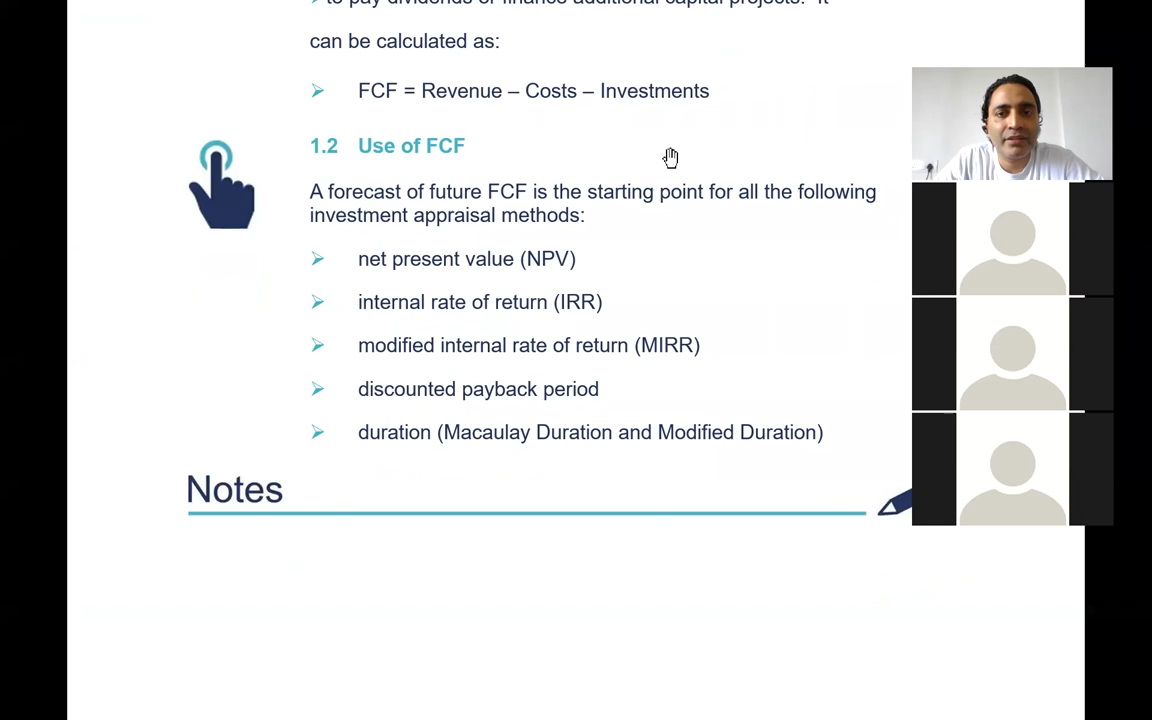 to pay dividends or finance additional capital projects. It
can be calculated as:
FCF = Revenue – Costs – Investments
1.2 Use of FCF
A forecast of future FCF is the starting point for all the following
investment appraisal methods:
net present value (NPV)
internal rate of return (IRR)
modified internal rate of return (MIRR)
discounted payback period
duration (Macaulay Duration and Modified Duration)
Notes